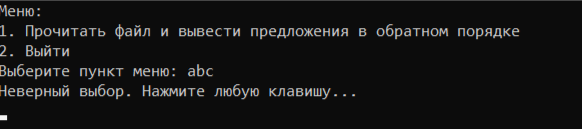 Меню:
1. Прочитать файл и вывести предложения в обратном порядке
2. Выйти
Выберите пункт меню: abc
Неверный выбор. Нажмите любую клавишу...